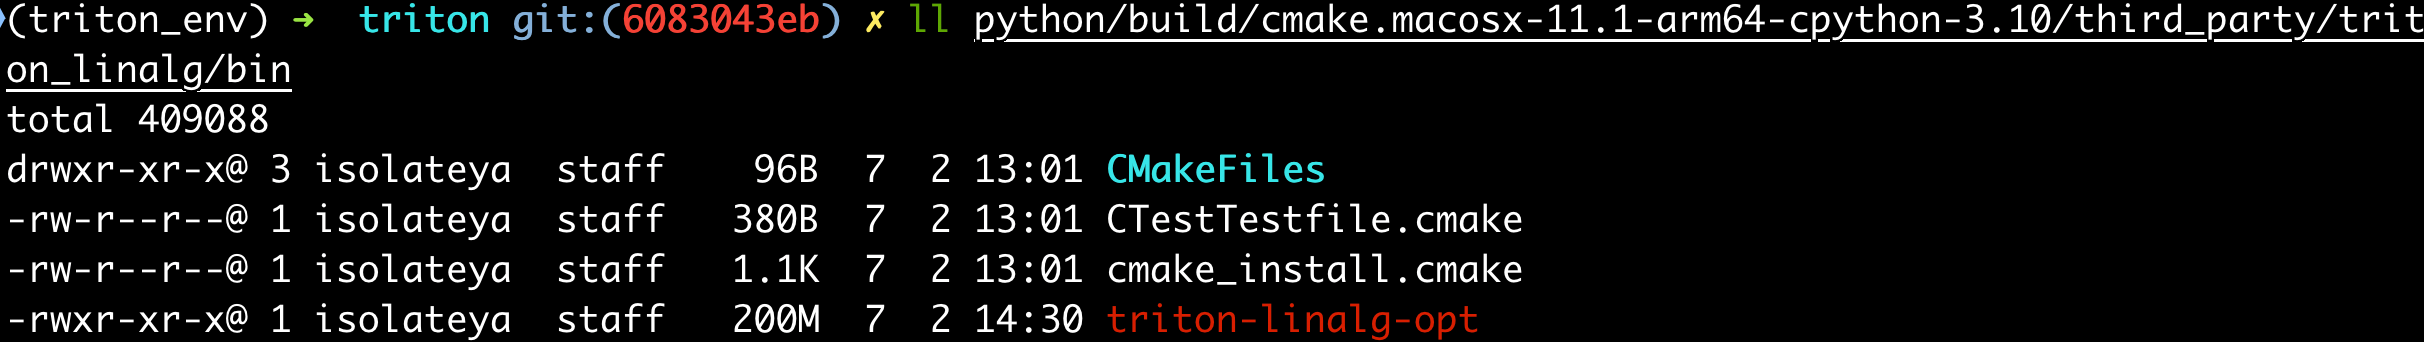 (triton_env) ➜  triton git:(6083043eb) ✗ ll python/build/cmake.macosx-11.1-arm64-cpython-3.10/third_party/trit
on_linalg/bin
total 409088
drwxr-xr-x@ 3 isolateya  staff    96B  7  2 13:01 CMakeFiles
-rw-r--r--@ 1 isolateya  staff   380B  7  2 13:01 CTestTestfile.cmake
-rw-r--r--@ 1 isolateya  staff   1.1K  7  2 13:01 cmake_install.cmake
-rwxr-xr-x@ 1 isolateya  staff   200M  7  2 14:30 triton-linalg-opt